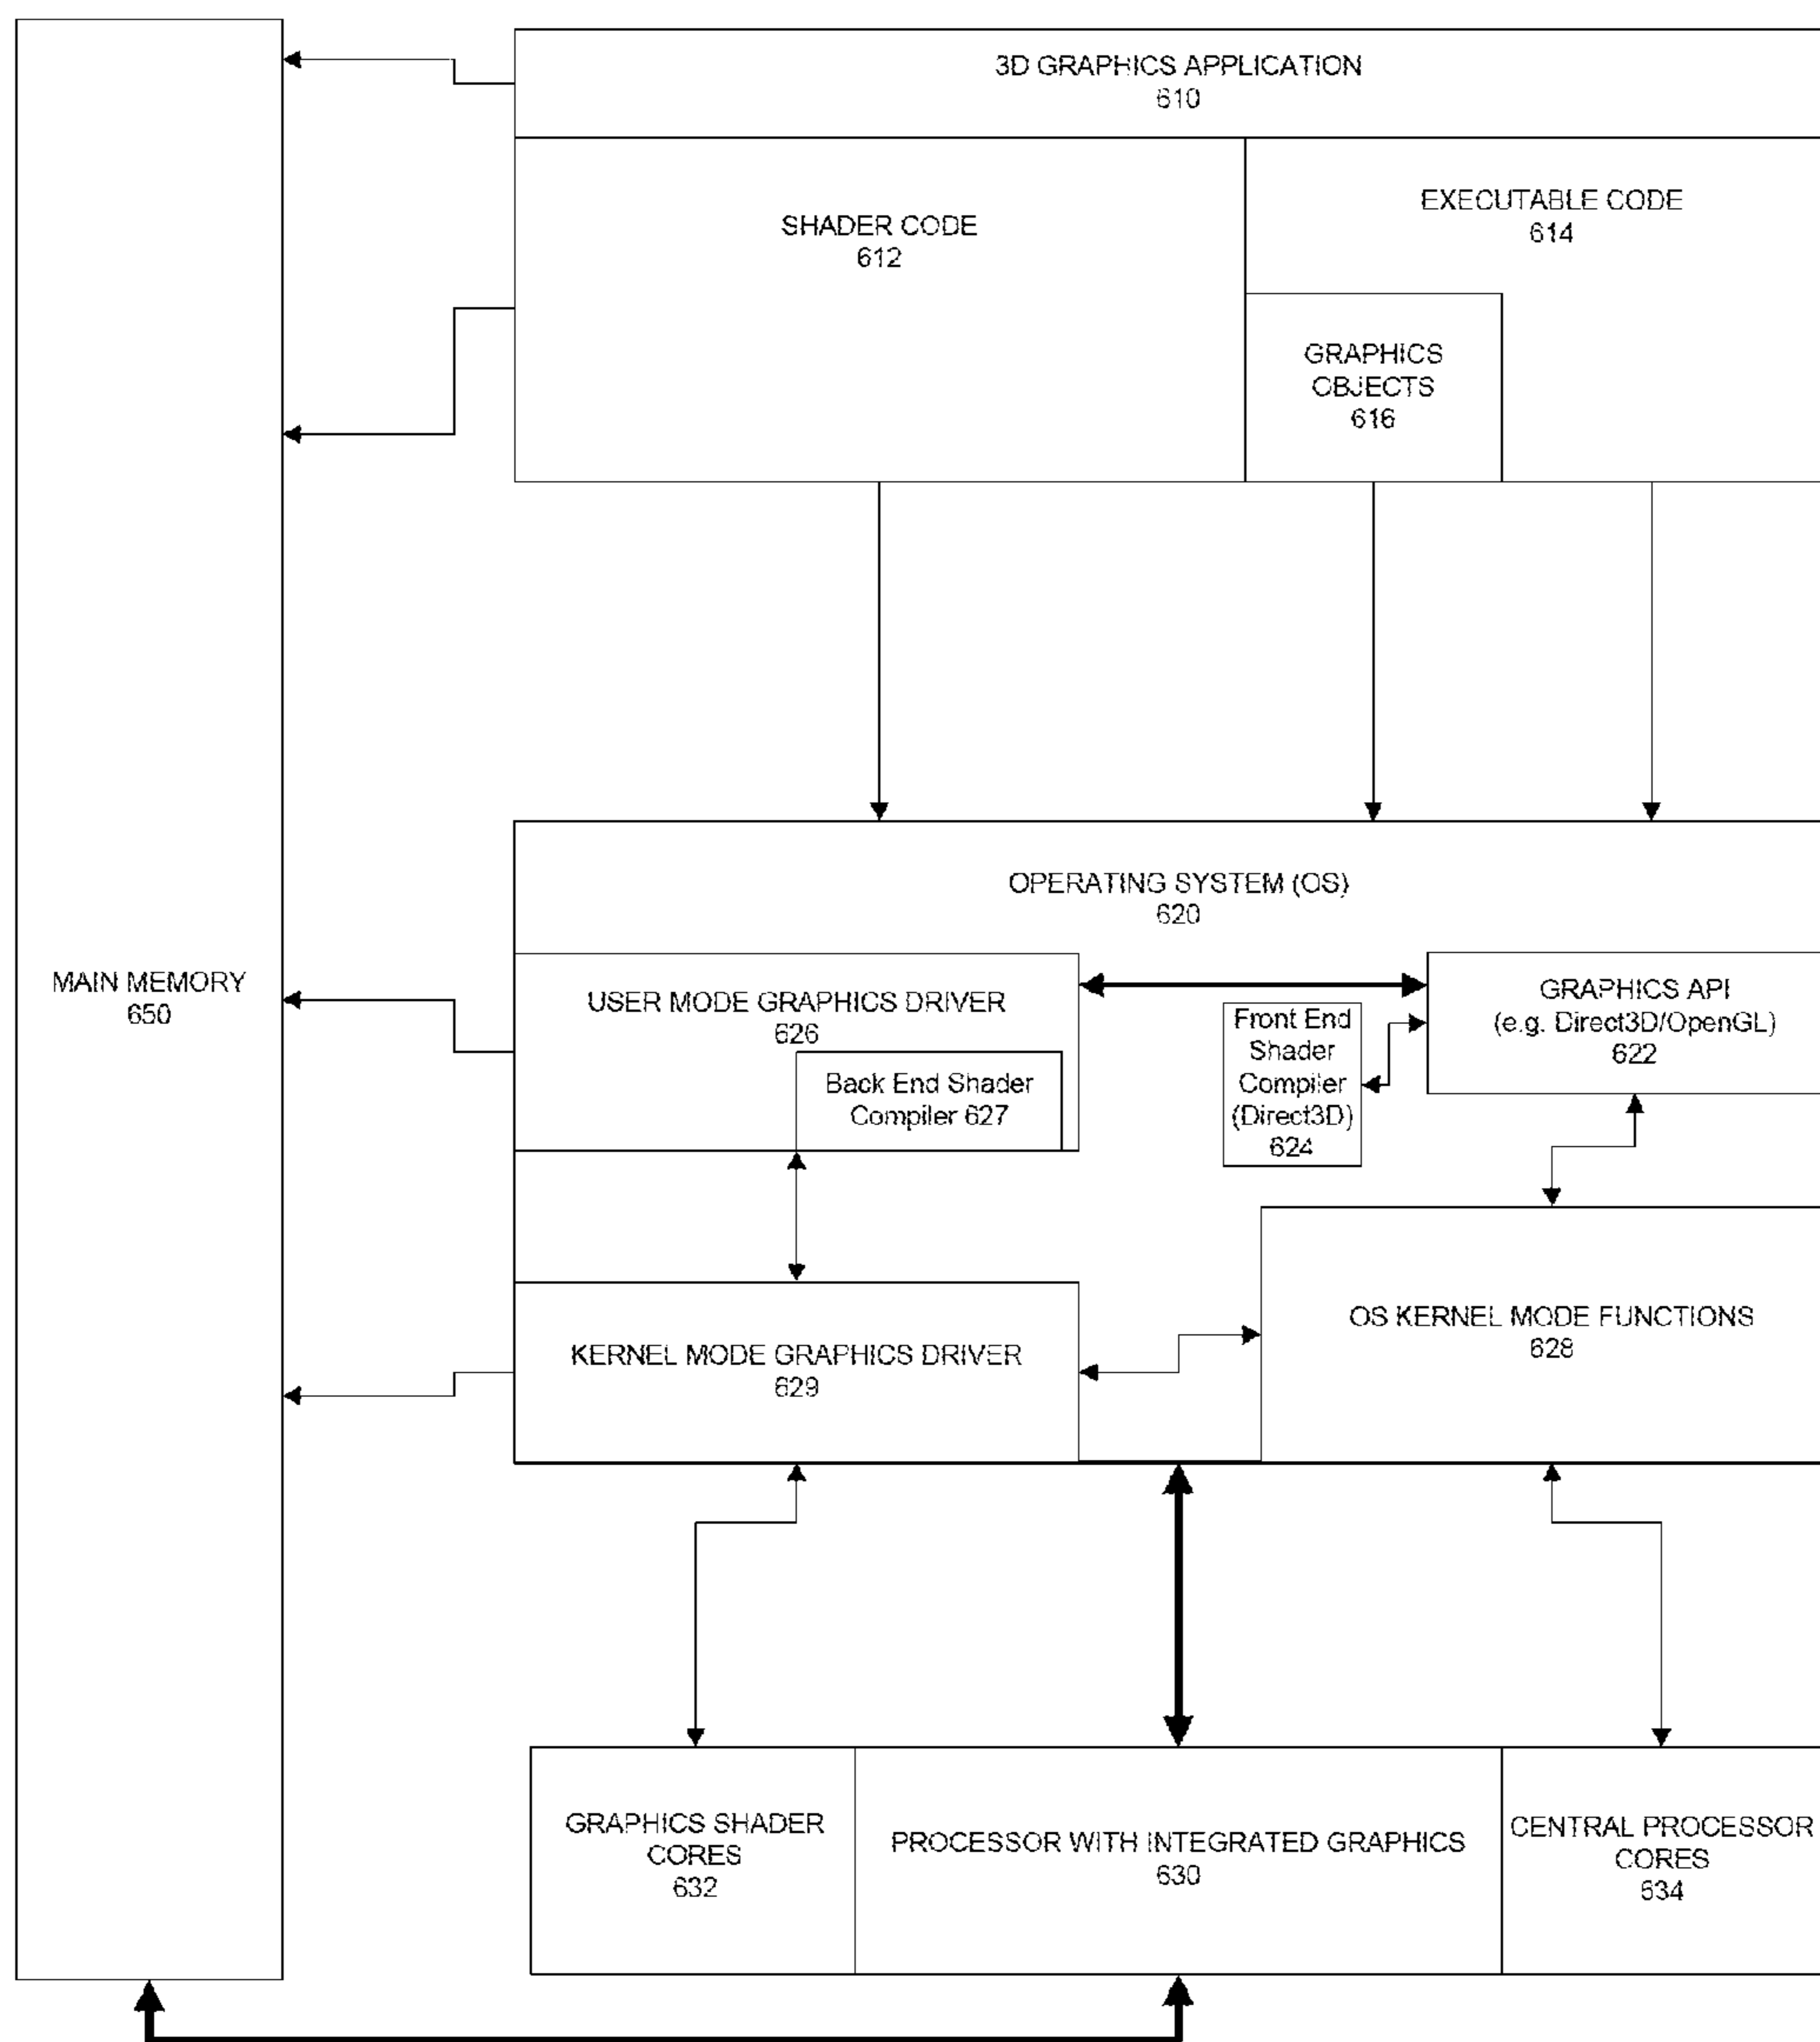 3D GRAPHICS APPLICATION
610
SHADER CODE
612
EXECUTABLE CODE
614
GRAPHICS
OBJECTS
616
OPERATING SYSTEM (OS)
620
MAIN MEMORY
650
USER MODE GRAPHICS DRIVER
626
Back End Shader
Compiler 627
Front End
Shader
Compiler
(Direct3D)
624
GRAPHICS API
(e.g. Direct3D/OpenGL)
622
KERNEL MODE GRAPHICS DRIVER
629
OS KERNEL MODE FUNCTIONS
628
GRAPHICS SHADER
CORES
632
PROCESSOR WITH INTEGRATED GRAPHICS
630
CENTRAL PROCESSOR
CORES
634